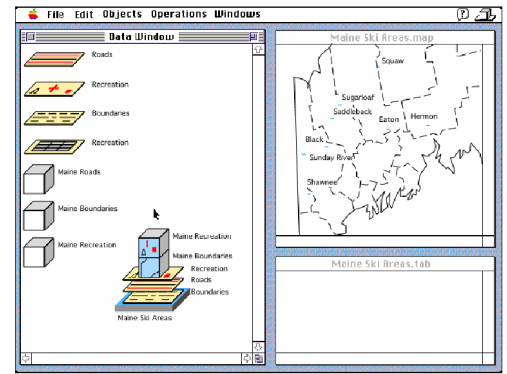 File Edit Objects Operations Windows
Data Window
Roads
Recreation
Boundaries
Recreation
Maine Roads
Maine Boundaries
Maine Recreation
Maine Recreation
Maine Boundaries
Recreation
Roads
Boundaries
Maine Ski Areas
Maine Ski Areas.map
Squaw
Sugarloaf
Saddleback
Eaton
Hermon
Black
Sunday River
Shawnee
Maine Ski Areas.tab